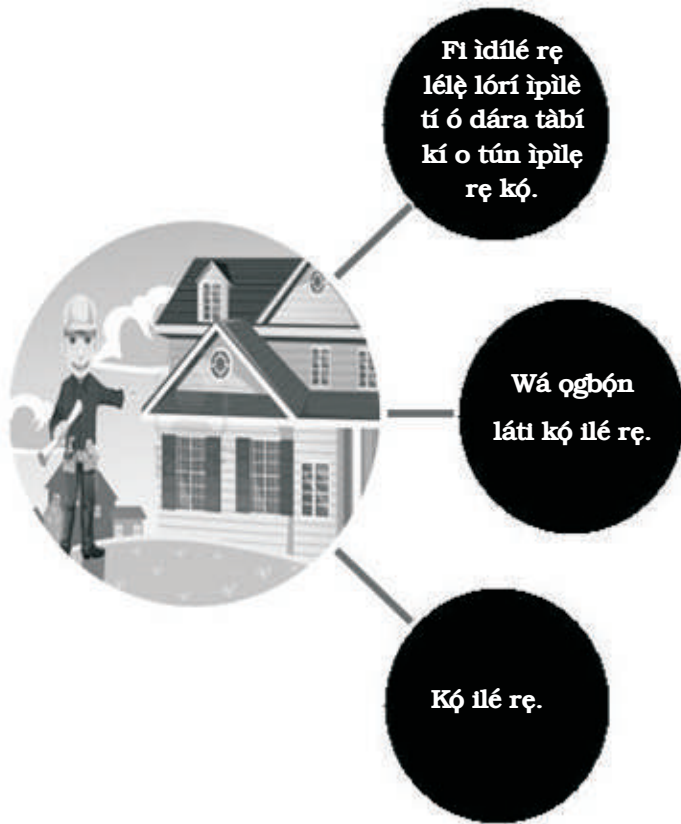 Fi ìdílé rẹ
lélẹ̀ lórí ìpìlẹ̀
tí ó dára tàbí
kí o tún ìpìlẹ
rẹ kọ́.
Wá ọgbọ́n
láti kọ́ ilé rẹ.
Kọ́ ilé rẹ.